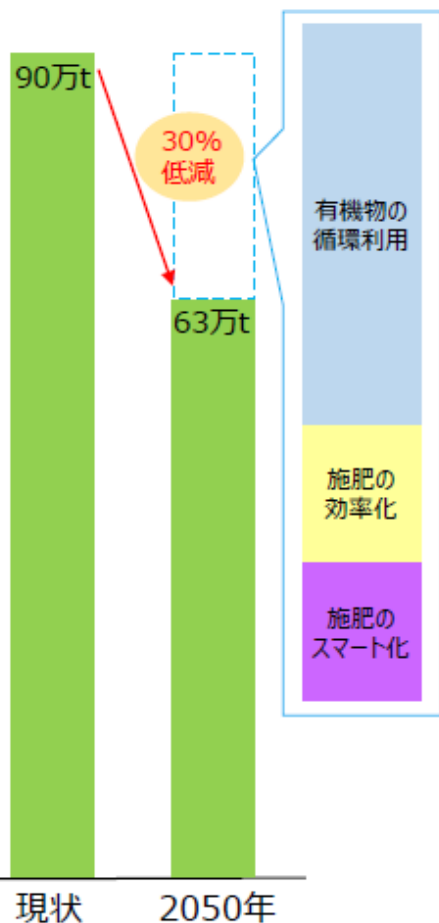 90万t
30%
低減
63万t
有機物の
循環利用
施肥の
効率化
施肥の
スマート化
現状
2050年